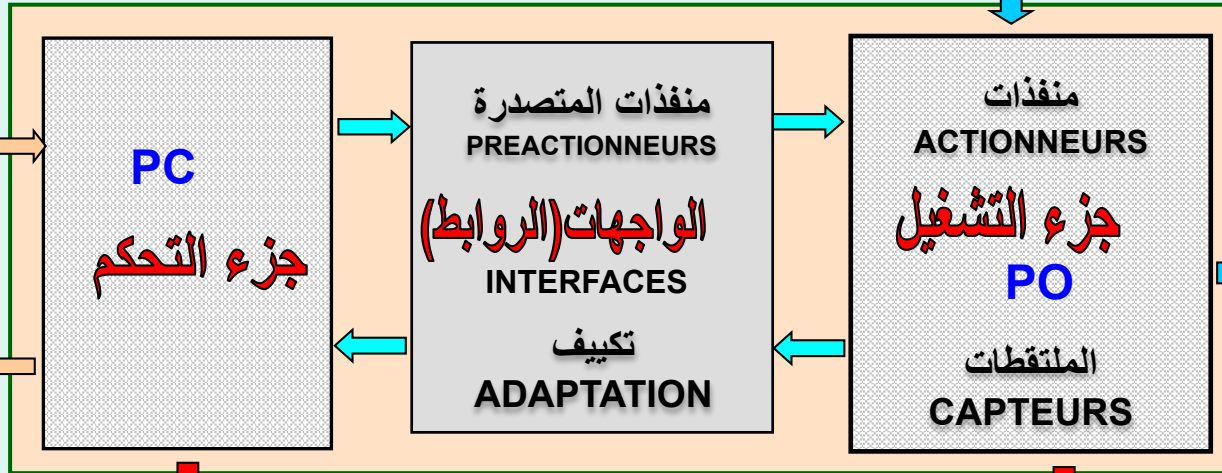 PC
جزء التحكم
منفذات المتصدرة
PREACTIONNEURS
الواجهات(الروابط)
INTERFACES
تكييف
ADAPTATION
منفذات
ACTIONNEURS
جزء التشغيل
PO
الملتقطات
CAPTEURS